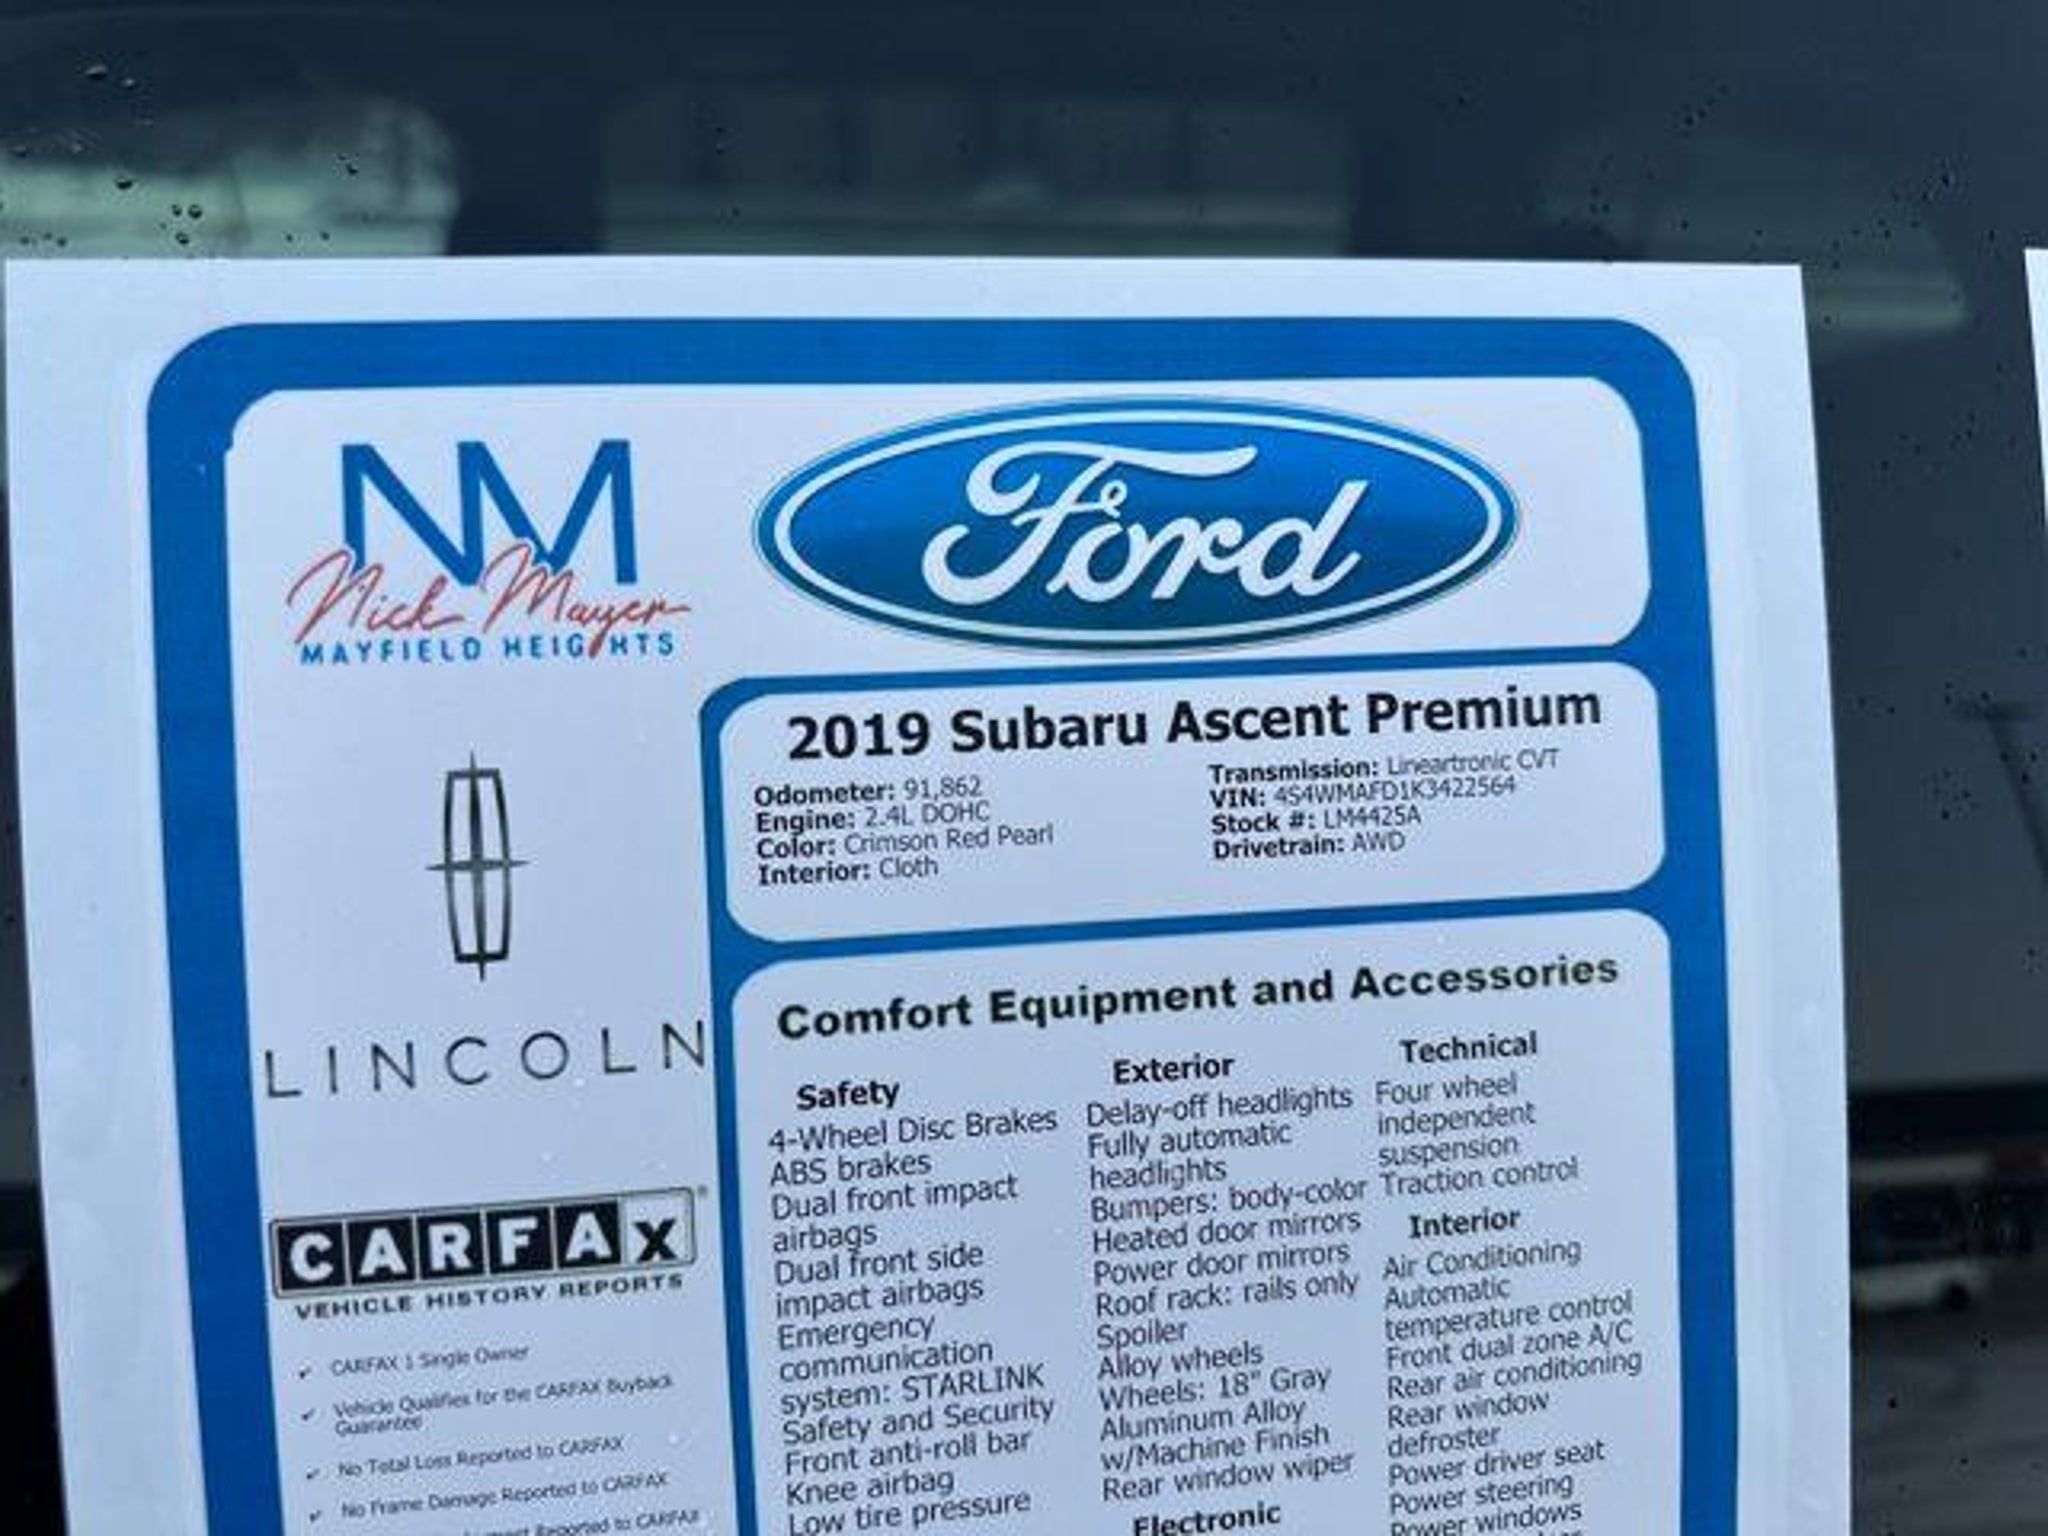 NM
Nick Mayer
MAYFIELD HEIGHTS
Ford
LINCOLN
CARFAX
VEHICLE HISTORY REPORTS
CARFAX 1 Single Owner
Vehicle Qualifies for the CARFAX Buyback
Guarantee
No Total Loss Reported to CARFAX
No Frame Damage Reported to CARFAX
Reported to CARFAX
2019 Subaru Ascent Premium
Odometer: 91,862
Engine: 2.4L DOHC
Color: Crimson Red Pearl
Interior: Cloth
Transmission: Lineartronic CVT
VIN: 4S4WMAFD1K3422564
Stock #: LM4425A
Drivetrain: AWD
Comfort Equipment and Accessories
Safety
4-Wheel Disc Brakes
ABS brakes
Dual front impact
airbags
Dual front side
impact airbags
Emergency
communication
system: STARLINK
Safety and Security
Front anti-roll bar
Knee airbag
Low tire pressure
Exterior
Delay-off headlights
Fully automatic
headlights
Bumpers: body-color
Heated door mirrors
Power door mirrors
Roof rack: rails only
Spoiler
Alloy wheels
Wheels: 18" Gray
Aluminum Alloy
w/Machine Finish
Rear window wiper
Electronic
Technical
Four wheel
independent
suspension
Traction control
Interior
Air Conditioning
Automatic
temperature control
Front dual zone A/C
Rear air conditioning
Rear window
defroster
Power driver seat
Power steering
Power windows